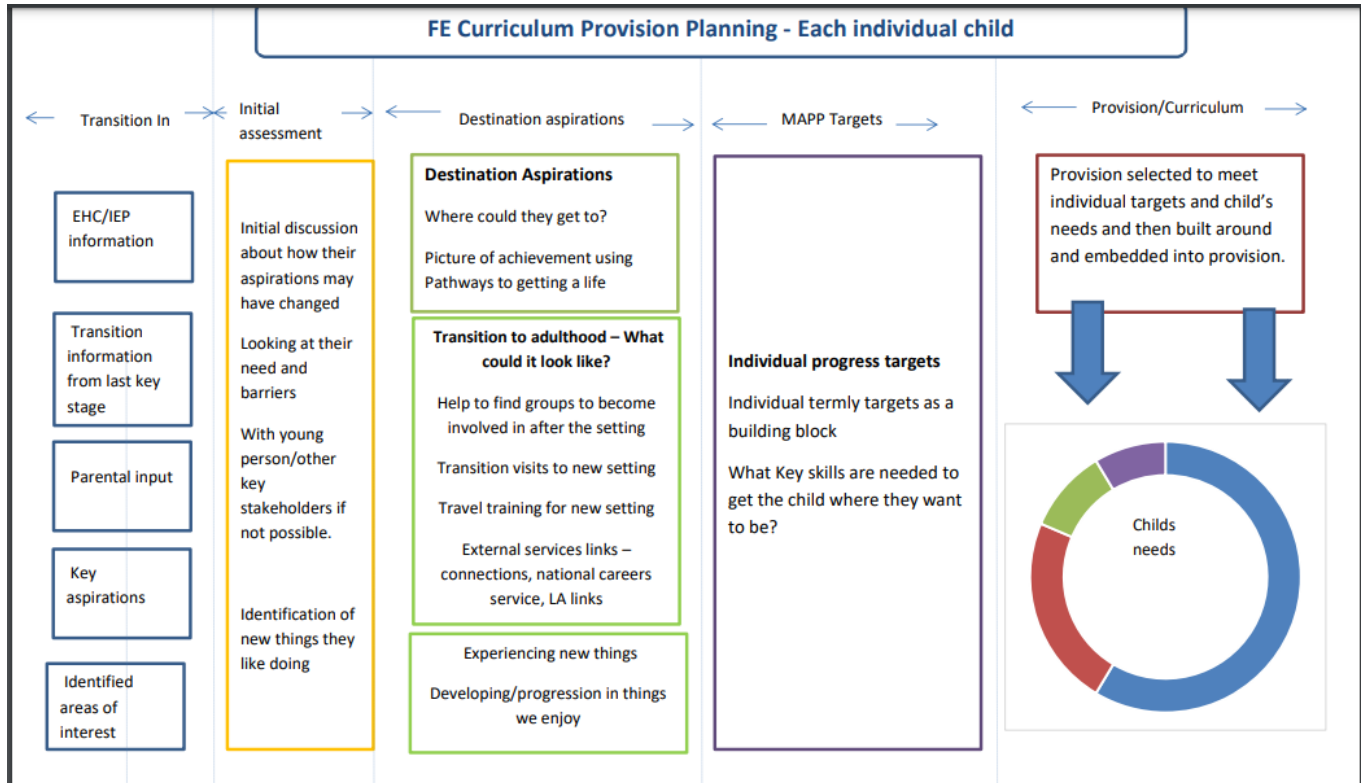 FE Curriculum Provision Planning - Each individual child
Transition In
Initial
assessment
Destination aspirations
MAPP Targets
Provision/Curriculum
EHC/IEP
information
Transition
information
from last key
stage
Parental input
Key
aspirations
Identified
areas of
interest
Initial discussion
about how their
aspirations may
have changed
Looking at their
need and
barriers
With young
person/other
key
stakeholders if
not possible.
Identification of
new things they
like doing
Destination Aspirations
Where could they get to?
Picture of achievement using
Pathways to getting a life
Transition to adulthood – What
could it look like?
Help to find groups to become
involved in after the setting
Transition visits to new setting
Travel training for new setting
External services links –
connections, national careers
service, LA links
Experiencing new things
Developing/progression in things
we enjoy
Individual progress targets
Individual termly targets as a
building block
What Key skills are needed to
get the child where they want
to be?
Provision selected to meet
individual targets and child's
needs and then built around
and embedded into provision.
Childs
needs